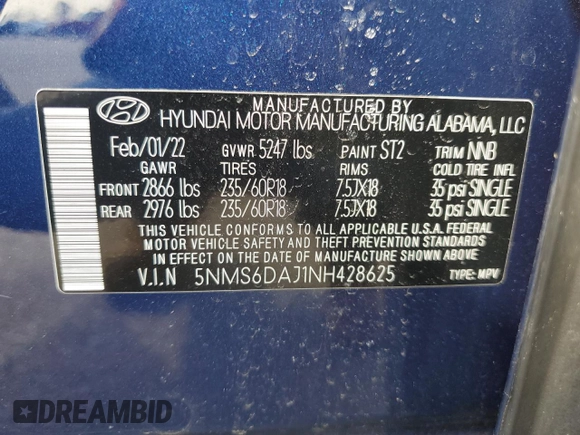 MANUFACTURED BY
HYUNDAI MOTOR MANUFACTURING ALABAMA, LLC
Feb/01/22 GVWR 5247 lbs PAINT ST2 TRIM NNB
GAWR TIRES RIMS COLD TIRE INFL
FRONT 2866 lbs 235/60R18 7.5JX18 35 psi SINGLE
REAR 2976 lbs 235/60R18 7.5JX18 35 psi SINGLE
THIS VEHICLE CONFORMS TO ALL APPLICABLE U.S.A. FEDERAL
MOTOR VEHICLE SAFETY AND THEFT PREVENTION STANDARDS
IN EFFECT ON THE DATE OF MANUFACTURE SHOWN ABOVE.
V.I.N 5NMS6DAJ1NH428625 TYPE: MPV
DREAMBID